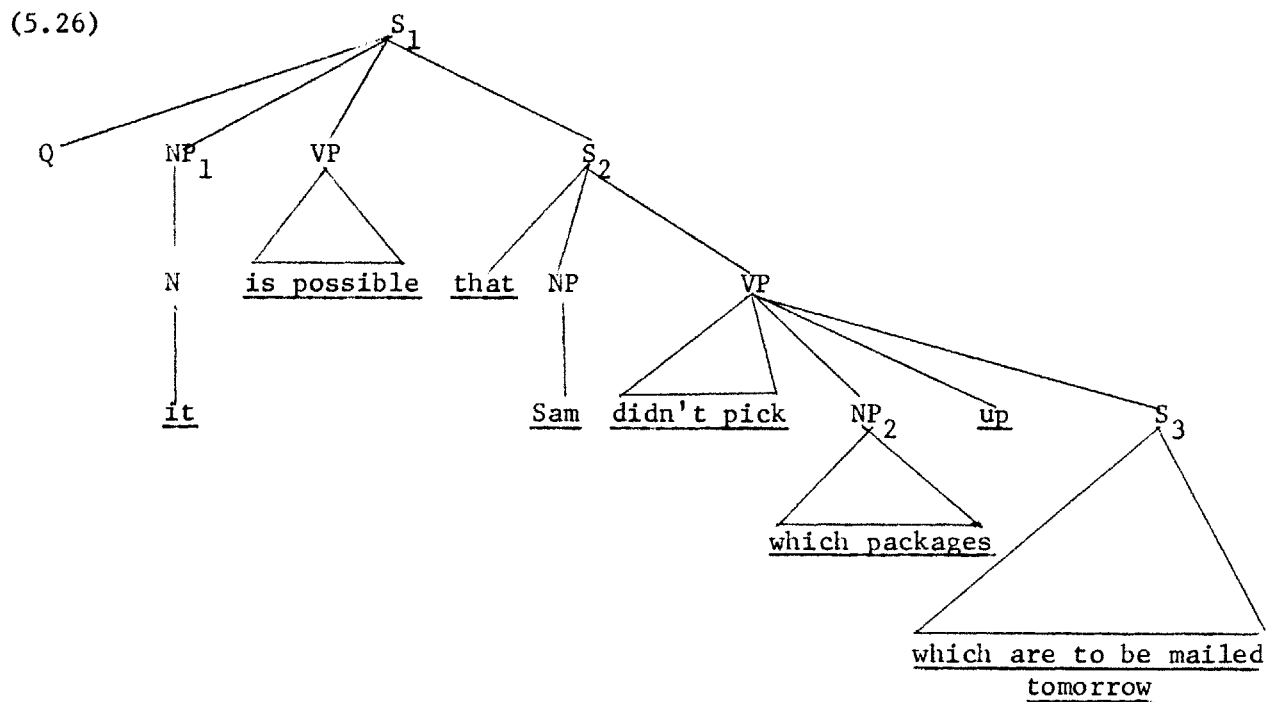 (5.26)
S1
Q NP1 VP S2
N is possible that NP VP
it Sam didn't pick NP2 up S3
which packages
which are to be mailed
tomorrow